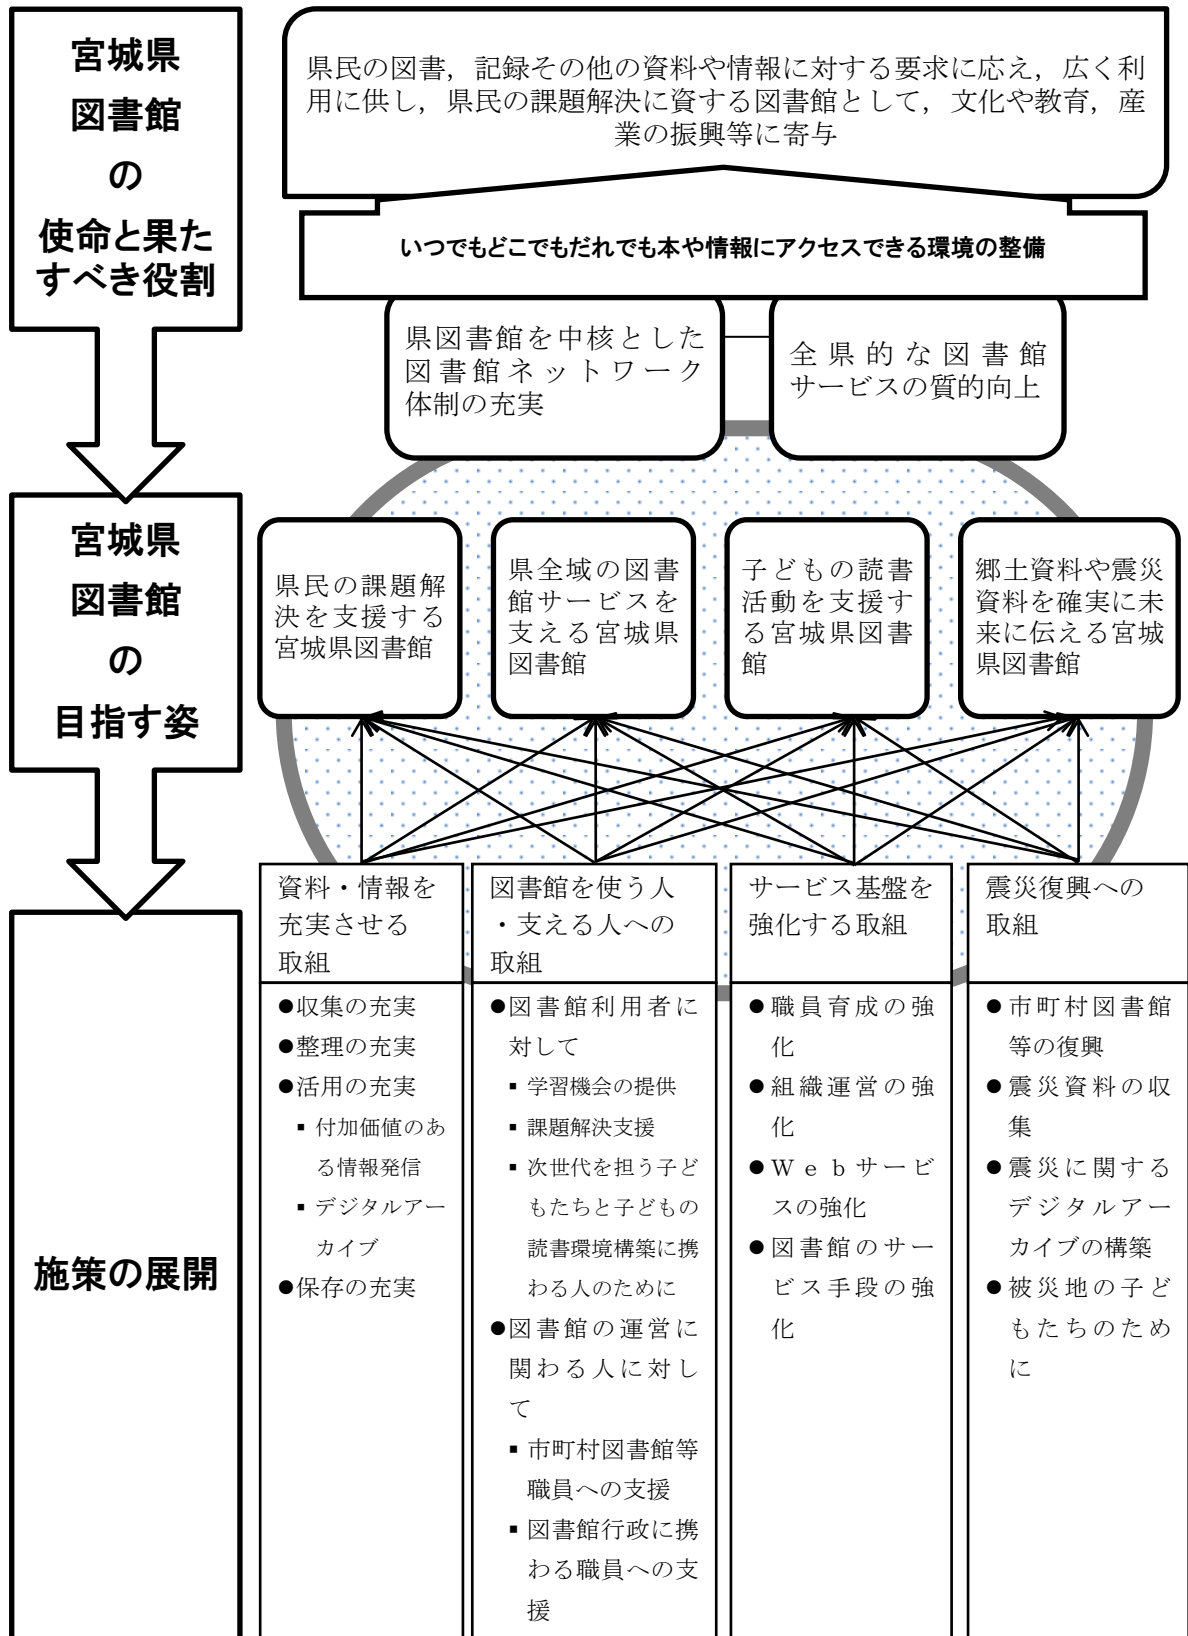 宮城県
図書館
の
使命と果た
すべき役割
県民の図書，記録その他の資料や情報に対する要求に応え，広く利
用に供し，県民の課題解決に資する図書館として，文化や教育，産
業の振興等に寄与
いつでもどこでもだれでも本や情報にアクセスできる環境の整備
県図書館を中核とした
図書館ネットワーク
体制の充実
全県的な図書館
サービスの質的向上
宮城県
図書館
の
目指す姿
県民の課題解
決を支援する
宮城県図書館
県全域の図書
館サービスを
支える宮城県
図書館
子どもの読書
活動を支援す
る宮城県図書
館
郷土資料や震災
資料を確実に未
来に伝える宮城
県図書館
施策の展開
資料・情報を
充実させる
取組
●収集の充実
●整理の充実
●活用の充実
▪付加価値のあ
る情報発信
▪デジタルアー
カイブ
●保存の充実
図書館を使う人
・支える人への
取組
●図書館利用者に
対して
▪学習機会の提供
▪課題解決支援
▪次世代を担う子ど
もたちと子どもの
読書環境構築に携
わる人のために
●図書館の運営に
関わる人に対し
て
▪市町村図書館等
職員への支援
▪図書館行政に携
わる職員への支
援
サービス基盤を
強化する取組
●職員育成の強
化
●組織運営の強
化
●Ｗｅｂサービ
スの強化
●図書館のサー
ビス手段の強
化
震災復興への
取組
●市町村図書館
等の復興
●震災資料の収
集
●震災に関する
デジタルアー
カイブの構築
●被災地の子ど
もたちのため
に